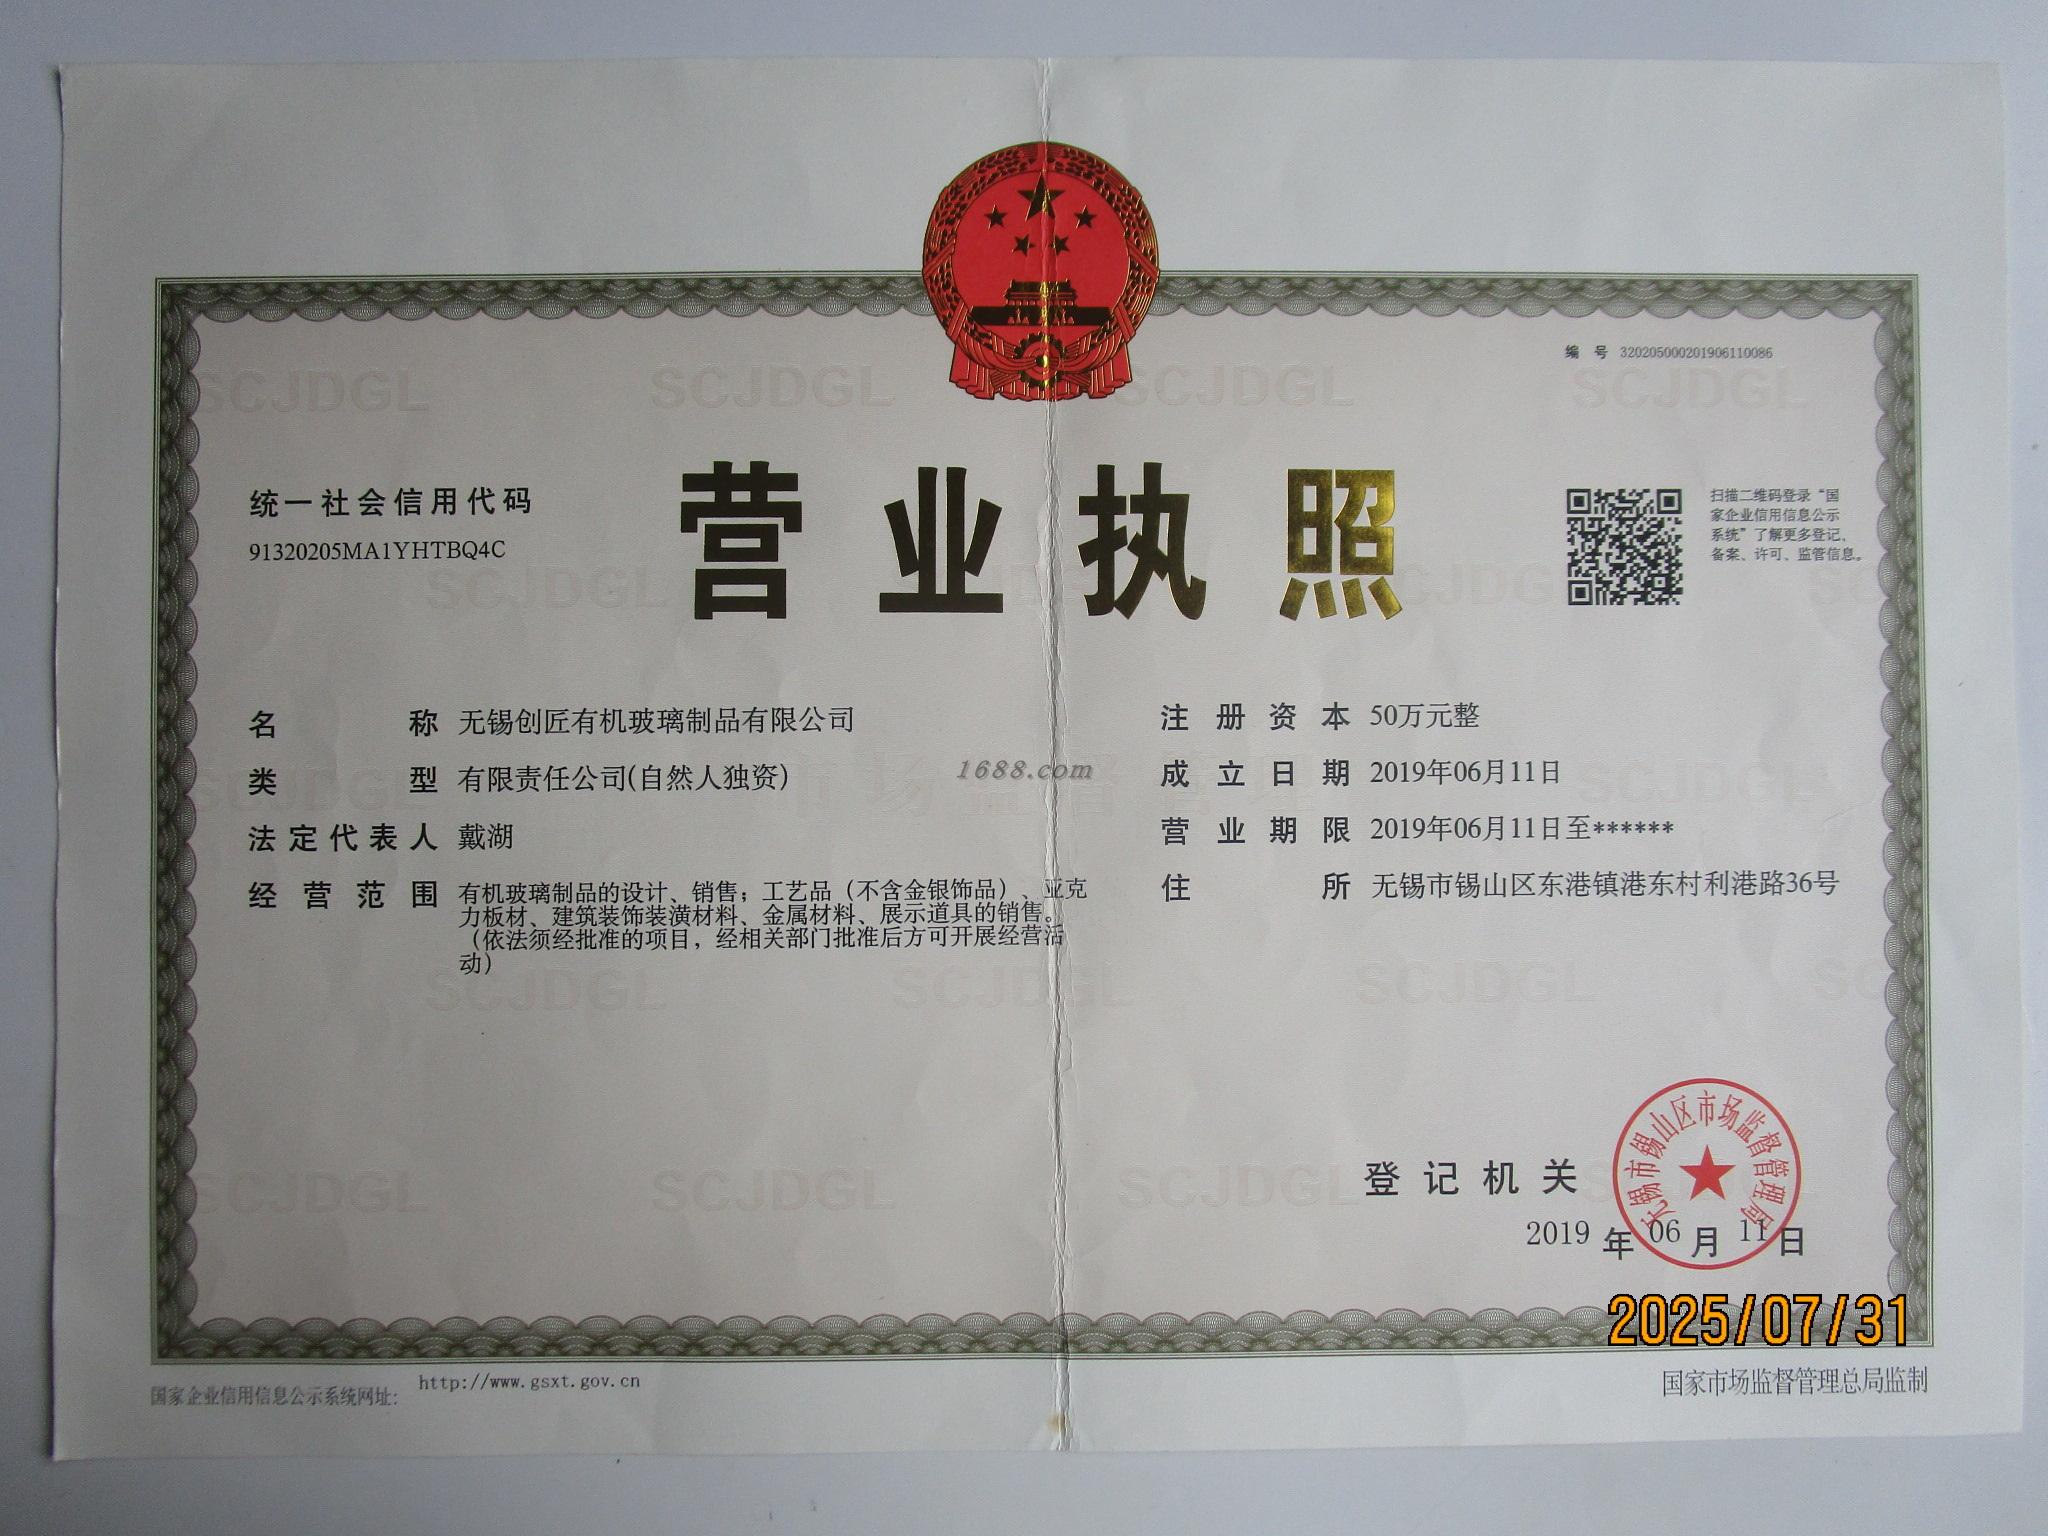 编 号 320205000201906110086
SCJDGL SCJDGL SCJDGL SCJDGL
营业执照
统一社会信用代码
91320205MA1YHTBQ4C
扫描二维码登录“国
家企业信用信息公示
系统”了解更多登记、
备案、许可、监管信息。
名 称 无锡创匠有机玻璃制品有限公司
类 型 有限责任公司(自然人独资)
法定代表人 戴湖
经营范围 有机玻璃制品的设计、销售；工艺品（不含金银饰品）、亚克
力板材、建筑装饰装潢材料、金属材料、展示道具的销售。
（依法须经批准的项目，经相关部门批准后方可开展经营活
动）
1688.com
注册资本 50万元整
成立日期 2019年06月11日
营业期限 2019年06月11日至******
住 所 无锡市锡山区东港镇港东村利港路36号
登记机关
无锡市锡山区市场监督管理局
2019 年 06 月 11 日
2025/07/31
国家企业信用信息公示系统网址: http://www.gsxt.gov.cn
国家市场监督管理总局监制